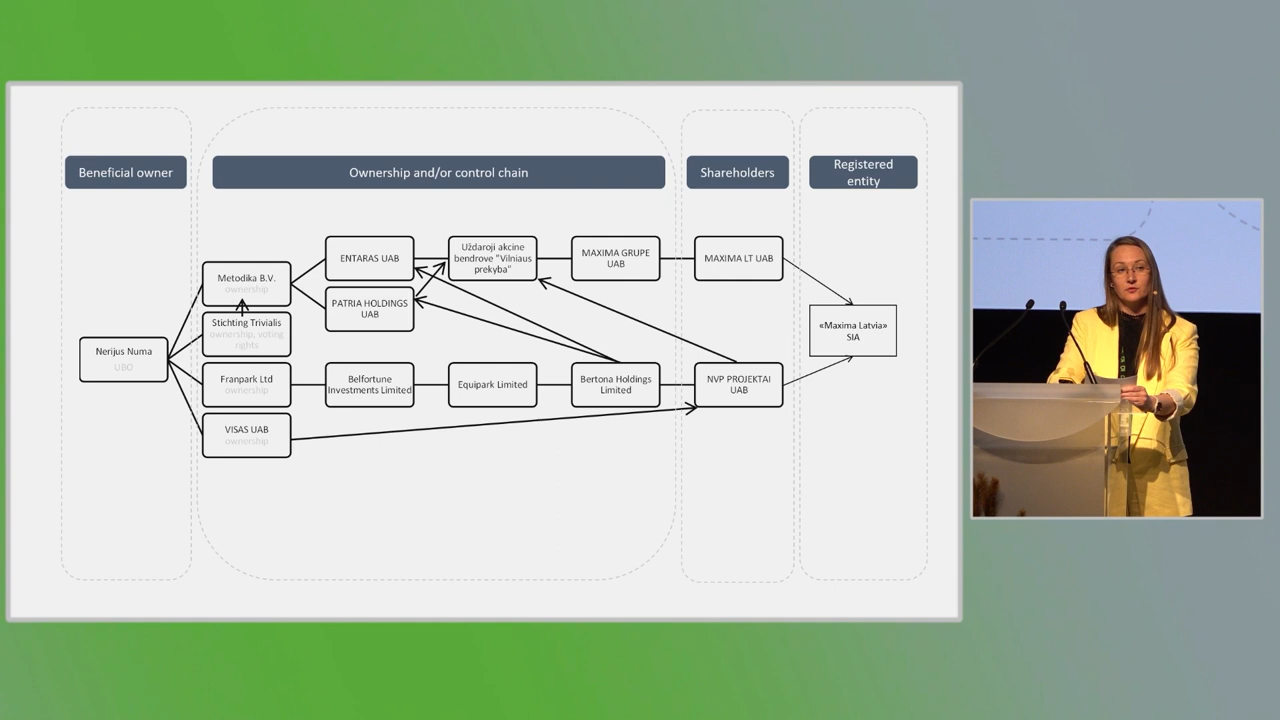 Beneficial owner
Ownership and/or control chain
Shareholders
Registered
entity
ENTARAS UAB
Uždaroji akcine
bendrove "Vilniaus
prekyba"
MAXIMA GRUPE
UAB
MAXIMA LT UAB
Metodika B.V.
ownership
PATRIA HOLDINGS
UAB
«Maxima Latvia»
SIA
Stichting Trivialis
ownership, voting
rights
Nerijus Numa
UBO
Franpark Ltd
ownership
Belfortune
Investments Limited
Equipark Limited
Bertona Holdings
Limited
NVP PROJEKTAI
UAB
VISAS UAB
ownership